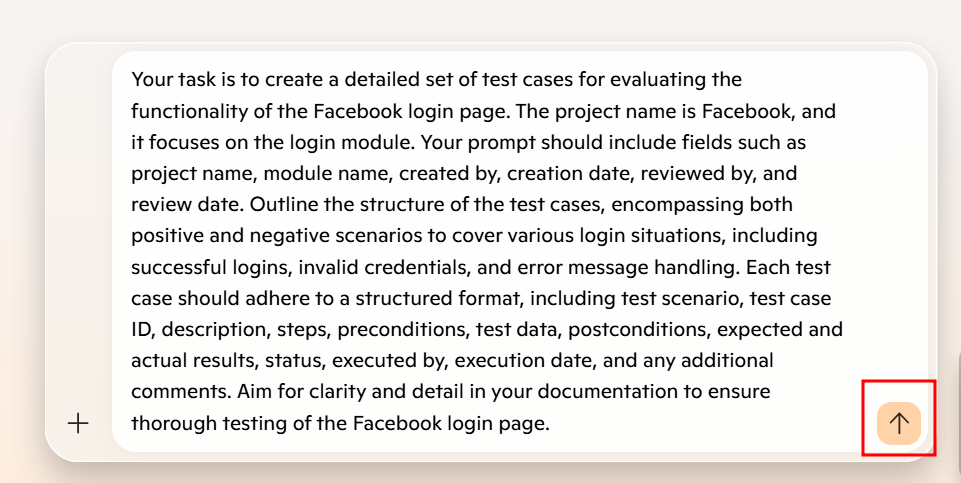 Your task is to create a detailed set of test cases for evaluating the
functionality of the Facebook login page. The project name is Facebook, and
it focuses on the login module. Your prompt should include fields such as
project name, module name, created by, creation date, reviewed by, and
review date. Outline the structure of the test cases, encompassing both
positive and negative scenarios to cover various login situations, including
successful logins, invalid credentials, and error message handling. Each test
case should adhere to a structured format, including test scenario, test case
ID, description, steps, preconditions, test data, postconditions, expected and
actual results, status, executed by, execution date, and any additional
comments. Aim for clarity and detail in your documentation to ensure
thorough testing of the Facebook login page.